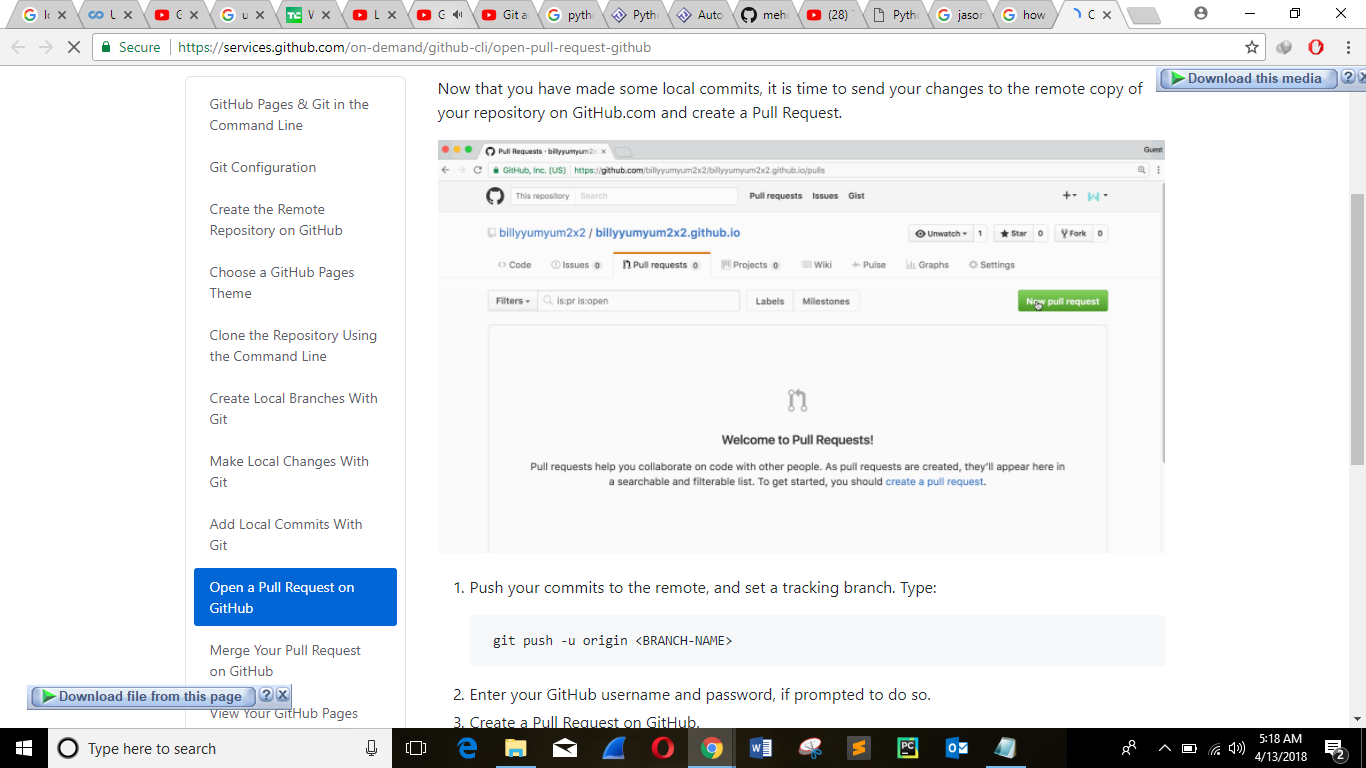 lo
U
G
u
V
L
G
Git a
pyth
Pyth
Auto
meh
(28)
Pyth
jason
how
C
Secure
https://services.github.com/on-demand/github-cli/open-pull-request-github
Download this media
?
GitHub Pages & Git in the
Command Line
Git Configuration
Create the Remote
Repository on GitHub
Choose a GitHub Pages
Theme
Clone the Repository Using
the Command Line
Create Local Branches With
Git
Make Local Changes With
Git
Add Local Commits With
Git
Open a Pull Request on
GitHub
Merge Your Pull Request
on GitHub
View Your GitHub Pages
Download file from this page
?
Now that you have made some local commits, it is time to send your changes to the remote copy of
your repository on GitHub.com and create a Pull Request.
Pull Requests · billyyumyum2x
Guest
GitHub, Inc. [US] https://github.com/billyyumyum2x2/billyyumyum2x2.github.io/pulls
This repository Search Pull requests Issues Gist
billyyumyum2x2 / billyyumyum2x2.github.io
Unwatch 1 Star 0 Fork 0
Code Issues 0 Pull requests 0 Projects 0 Wiki Pulse Graphs Settings
Filters is:pr is:open Labels Milestones New pull request
Welcome to Pull Requests!
Pull requests help you collaborate on code with other people. As pull requests are created, they'll appear here in
a searchable and filterable list. To get started, you should create a pull request.
1. Push your commits to the remote, and set a tracking branch. Type:
git push -u origin <BRANCH-NAME>
2. Enter your GitHub username and password, if prompted to do so.
3. Create a Pull Request on GitHub.
Type here to search
5:18 AM
4/13/2018
2